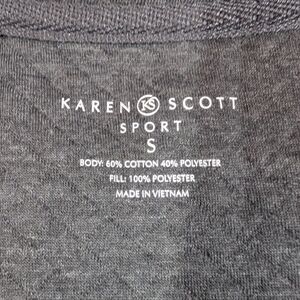 KAREN KS SCOTT
SPORT
S
BODY: 60% COTTON 40% POLYESTER
FILL: 100% POLYESTER
MADE IN VIETNAM